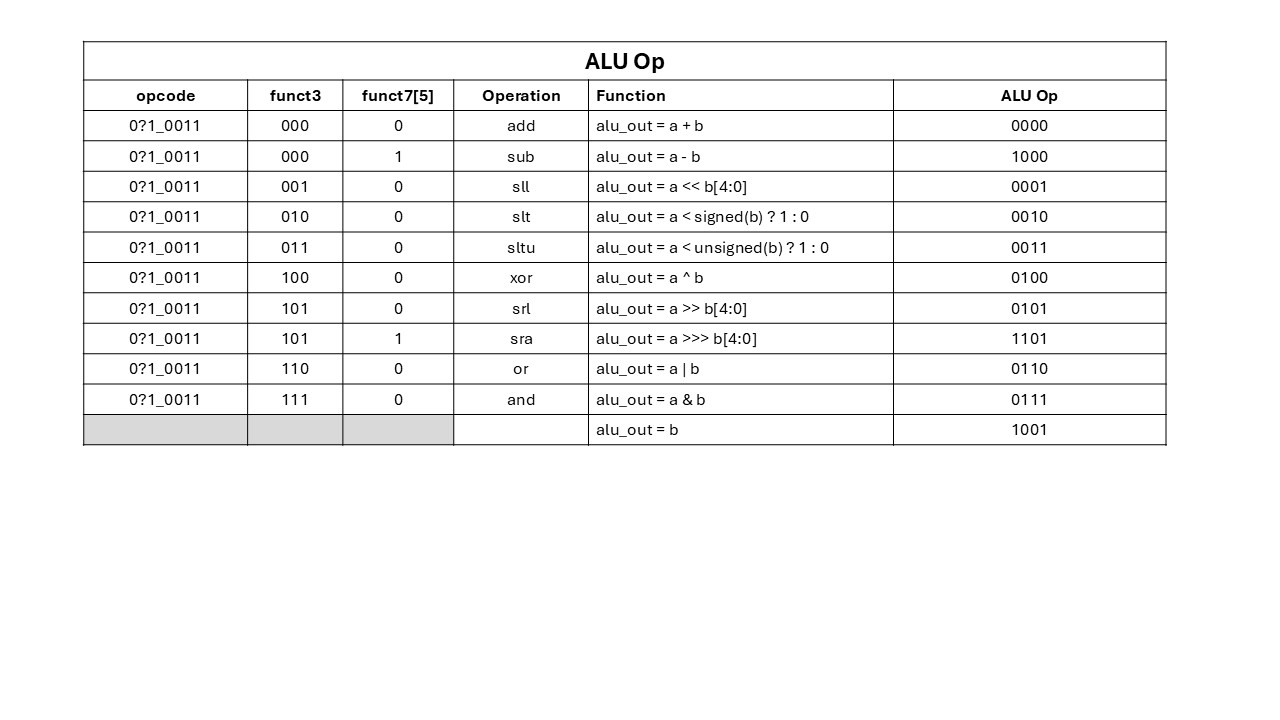 ALU Op
opcode funct3 funct7[5] Operation Function ALU Op
0?1_0011 000 0 add alu_out = a + b 0000
0?1_0011 000 1 sub alu_out = a - b 1000
0?1_0011 001 0 sll alu_out = a << b[4:0] 0001
0?1_0011 010 0 slt alu_out = a < signed(b) ? 1 : 0 0010
0?1_0011 011 0 sltu alu_out = a < unsigned(b) ? 1 : 0 0011
0?1_0011 100 0 xor alu_out = a ^ b 0100
0?1_0011 101 0 srl alu_out = a >> b[4:0] 0101
0?1_0011 101 1 sra alu_out = a >>> b[4:0] 1101
0?1_0011 110 0 or alu_out = a | b 0110
0?1_0011 111 0 and alu_out = a & b 0111
alu_out = b 1001